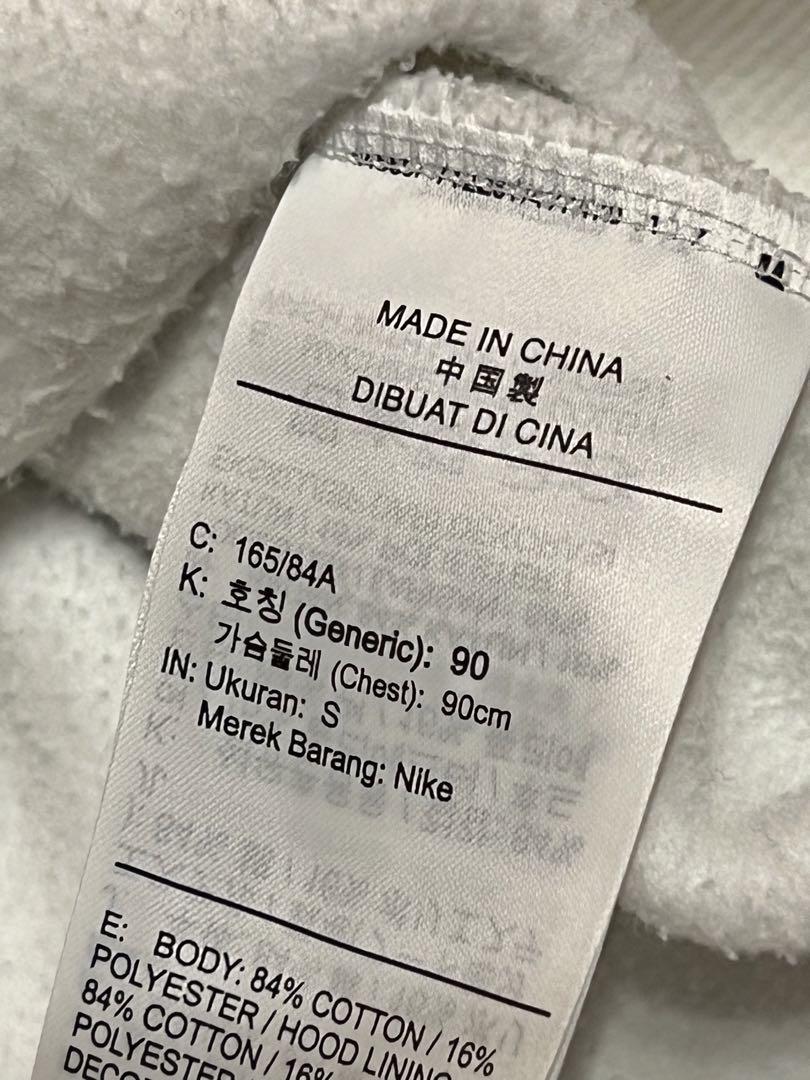 MADE IN CHINA
中国製
DIBUAT DI CINA
C: 165/84A
K: 호칭 (Generic): 90
가슴둘레 (Chest): 90cm
IN: Ukuran: S
Merek Barang: Nike
E: BODY: 84% COTTON / 16%
POLYESTER / HOOD LINING
84% COTTON / 16%
POLYESTER